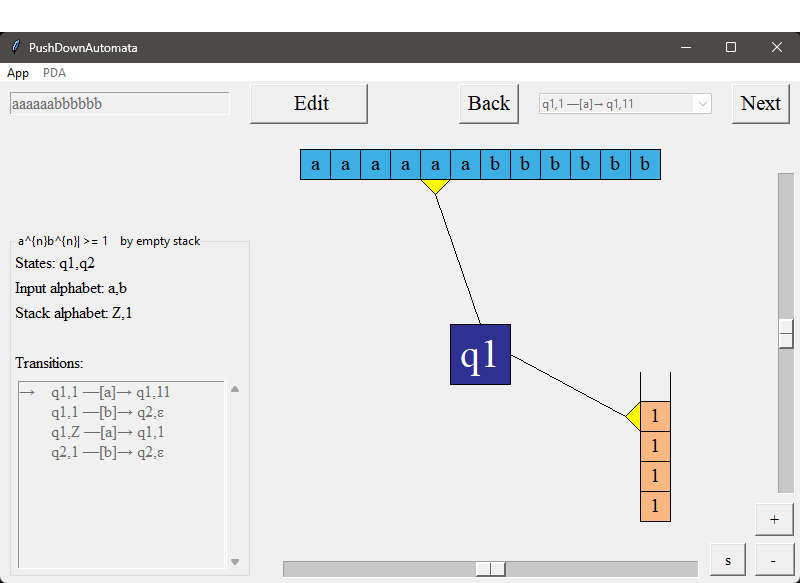 PushDownAutomata
App PDA
aaaaaabbbbbb Edit Back q1,1 —[a]→ q1,11 Next
a a a a a a b b b b b b
a^{n}b^{n}| >= 1 by empty stack
States: q1,q2
Input alphabet: a,b
Stack alphabet: Z,1
Transitions:
→ q1,1 —[a]→ q1,11
q1,1 —[b]→ q2,ε
q1,Z —[a]→ q1,1
q2,1 —[b]→ q2,ε
q1
1
1
1
1
+
s -